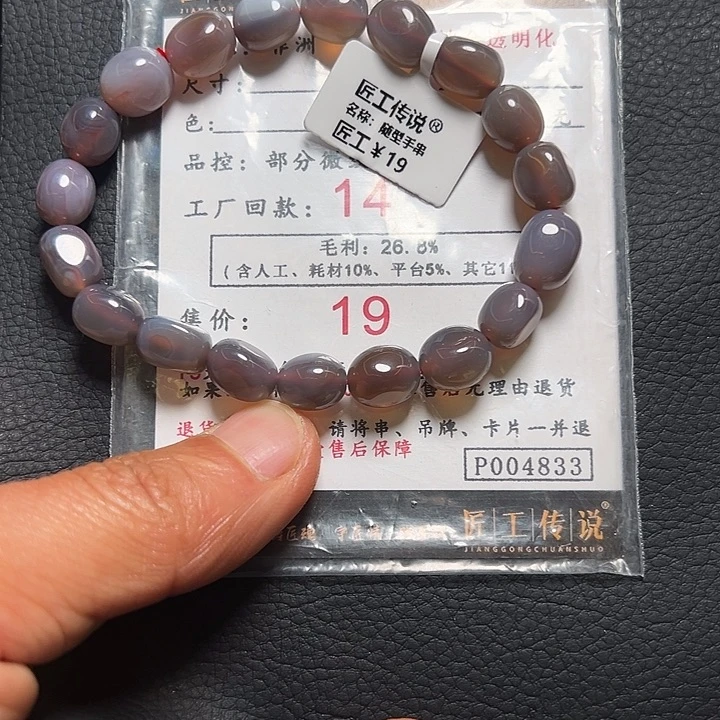 JIANGGONGCHUANSHUO
洲
透明化
尺寸:
匠工传说®
名称: 随型手串
匠工¥19
色:
元
品控: 部分微
工厂回款: 14
毛利: 26.8%
(含人工、耗材10%、平台5%、其它11
售价: 19
如果
售后无理由退货
退货
请将串、吊牌、卡片一并退
售后保障
P004833
匠工传说®
JIANGGONGCHUANSHUO